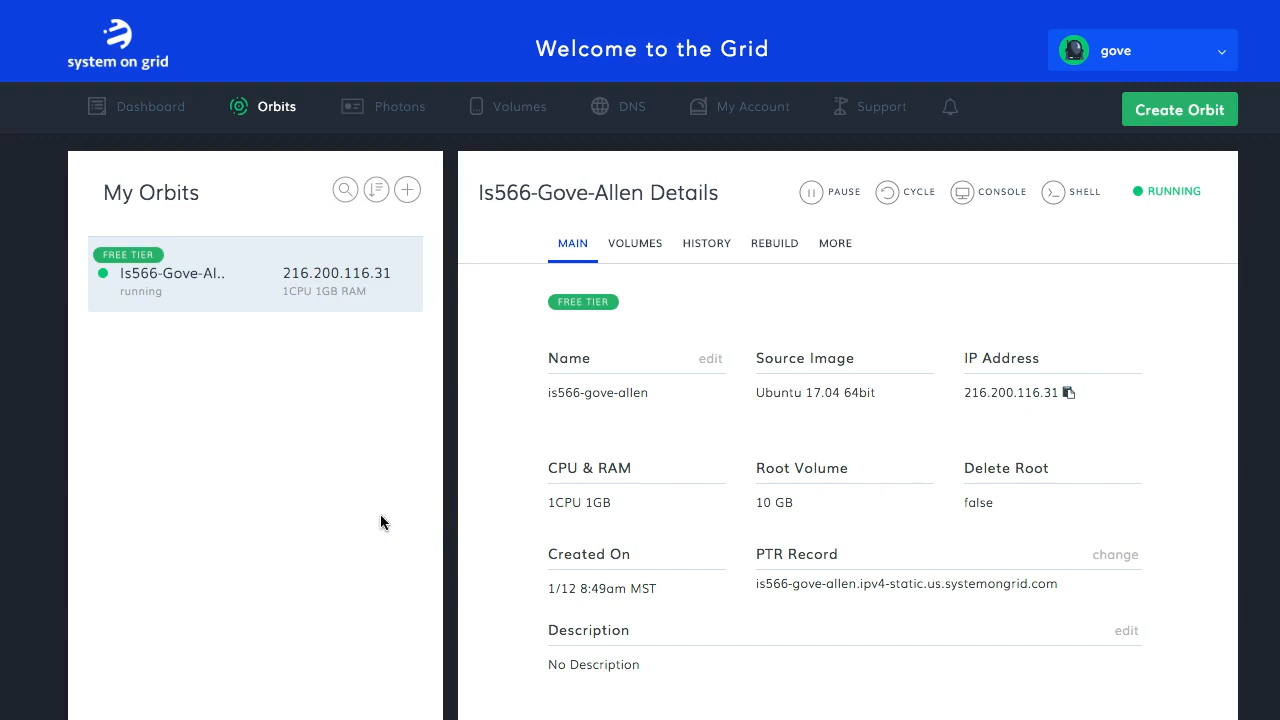 system on grid
Welcome to the Grid
gove
Dashboard
Orbits
Photons
Volumes
DNS
My Account
Support
Create Orbit
My Orbits
FREE TIER
Is566-Gove-Al..
216.200.116.31
running
1CPU 1GB RAM
Is566-Gove-Allen Details
PAUSE
CYCLE
CONSOLE
SHELL
RUNNING
MAIN
VOLUMES
HISTORY
REBUILD
MORE
FREE TIER
Name
edit
Source Image
IP Address
is566-gove-allen
Ubuntu 17.04 64bit
216.200.116.31
CPU & RAM
Root Volume
Delete Root
1CPU 1GB
10 GB
false
Created On
PTR Record
change
1/12 8:49am MST
is566-gove-allen.ipv4-static.us.systemongrid.com
Description
edit
No Description